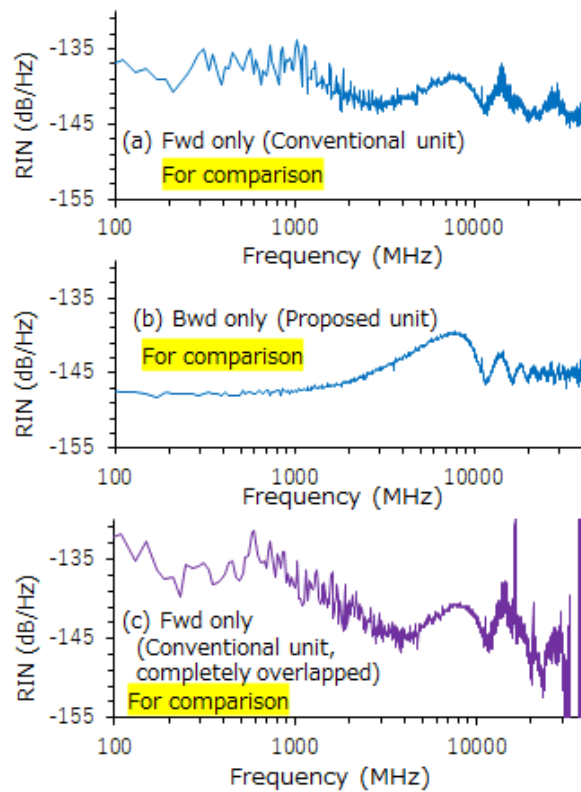 -135
-145
-155
RIN (dB/Hz)
(a) Fwd only (Conventional unit)
For comparison
100
1000
10000
Frequency (MHz)
-135
-145
-155
RIN (dB/Hz)
(b) Bwd only (Proposed unit)
For comparison
100
1000
10000
Frequency (MHz)
-135
-145
-155
RIN (dB/Hz)
(c) Fwd only
(Conventional unit,
completely overlapped)
For comparison
100
1000
10000
Frequency (MHz)